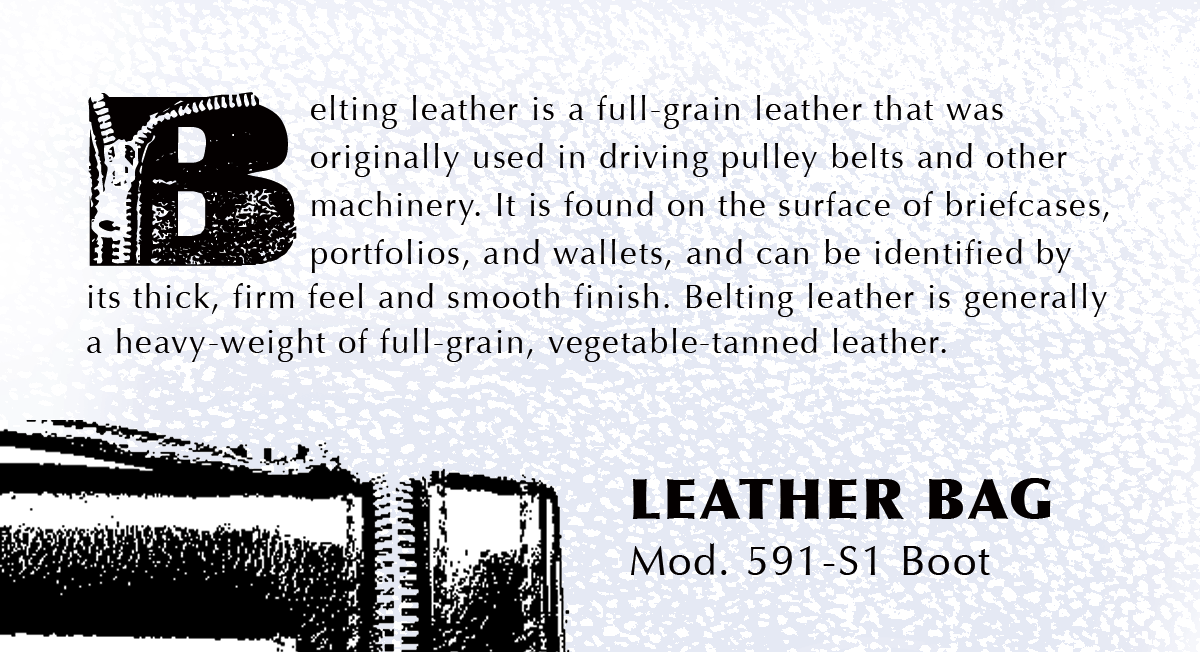 Belting leather is a full-grain leather that was
originally used in driving pulley belts and other
machinery. It is found on the surface of briefcases,
portfolios, and wallets, and can be identified by
its thick, firm feel and smooth finish. Belting leather is generally
a heavy-weight of full-grain, vegetable-tanned leather.
LEATHER BAG
Mod. 591-S1 Boot